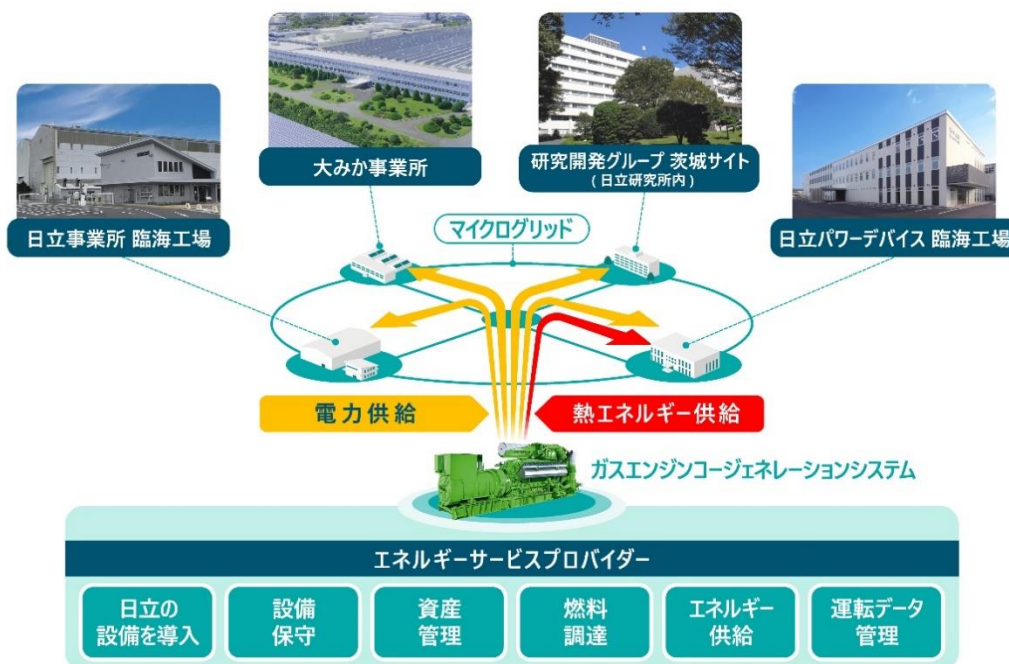 大みか事業所
研究開発グループ 茨城サイト
(日立研究所内)
日立事業所 臨海工場
マイクログリッド
日立パワーデバイス 臨海工場
電力供給
熱エネルギー供給
ガスエンジンコージェネレーションシステム
エネルギーサービスプロバイダー
日立の
設備を導入
設備
保守
資産
管理
燃料
調達
エネルギー
供給
運転データ
管理